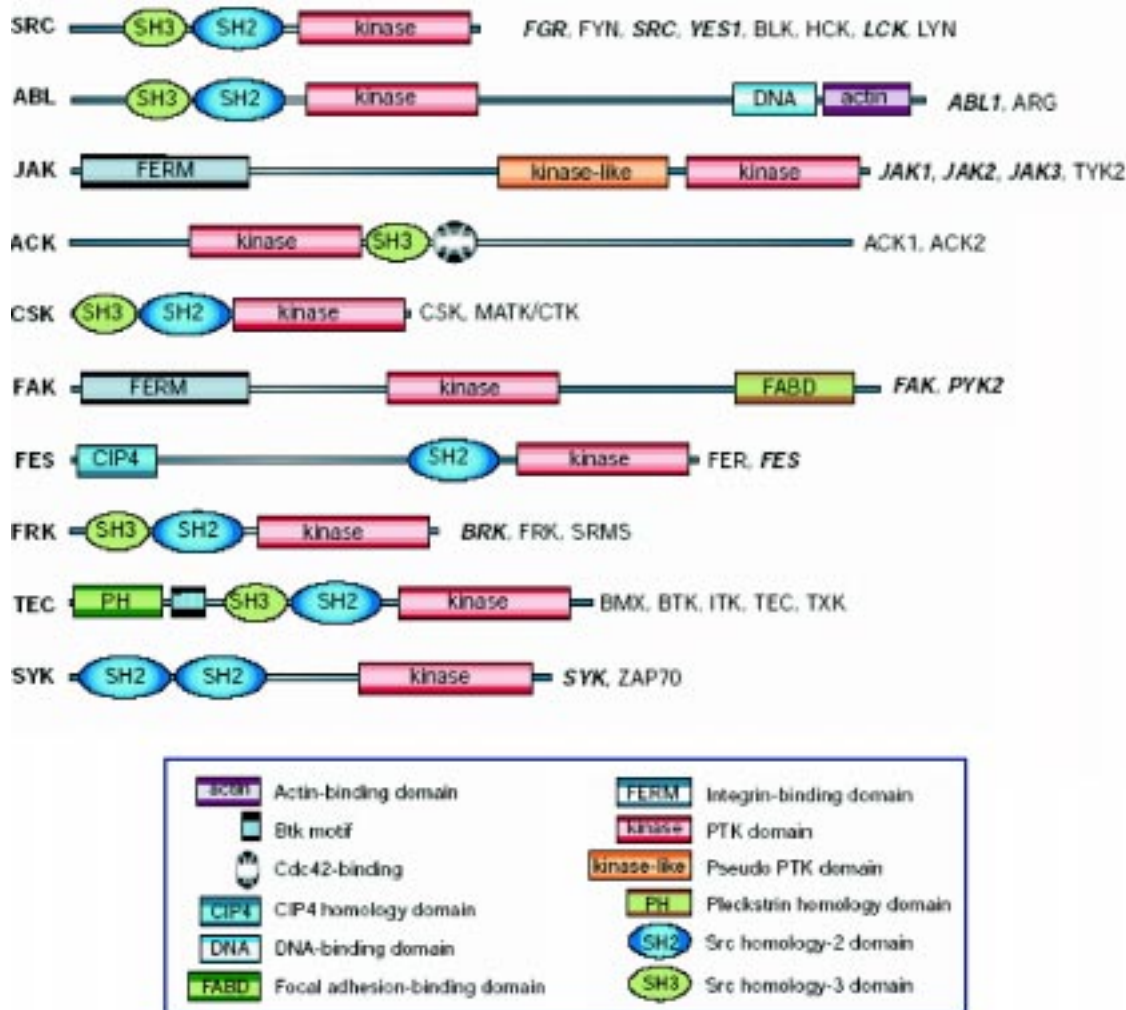 SRC SH3 SH2 kinase FGR, FYN, SRC, YES1, BLK, HCK, LCK, LYN
ABL SH3 SH2 kinase DNA actin ABL1, ARG
JAK FERM kinase-like kinase JAK1, JAK2, JAK3, TYK2
ACK kinase SH3 ACK1, ACK2
CSK SH3 SH2 kinase CSK, MATK/CTK
FAK FERM kinase FABD FAK, PYK2
FES CIP4 SH2 kinase FER, FES
FRK SH3 SH2 kinase BRK, FRK, SRMS
TEC PH SH3 SH2 kinase BMX, BTK, ITK, TEC, TXK
SYK SH2 SH2 kinase SYK, ZAP70
actin Actin-binding domain
Btk motif
Cdc42-binding
CIP4 CIP4 homology domain
DNA DNA-binding domain
FABD Focal adhesion-binding domain
FERM Integrin-binding domain
kinase PTK domain
kinase-like Pseudo PTK domain
PH Pleckstrin homology domain
SH2 Src homology-2 domain
SH3 Src homology-3 domain